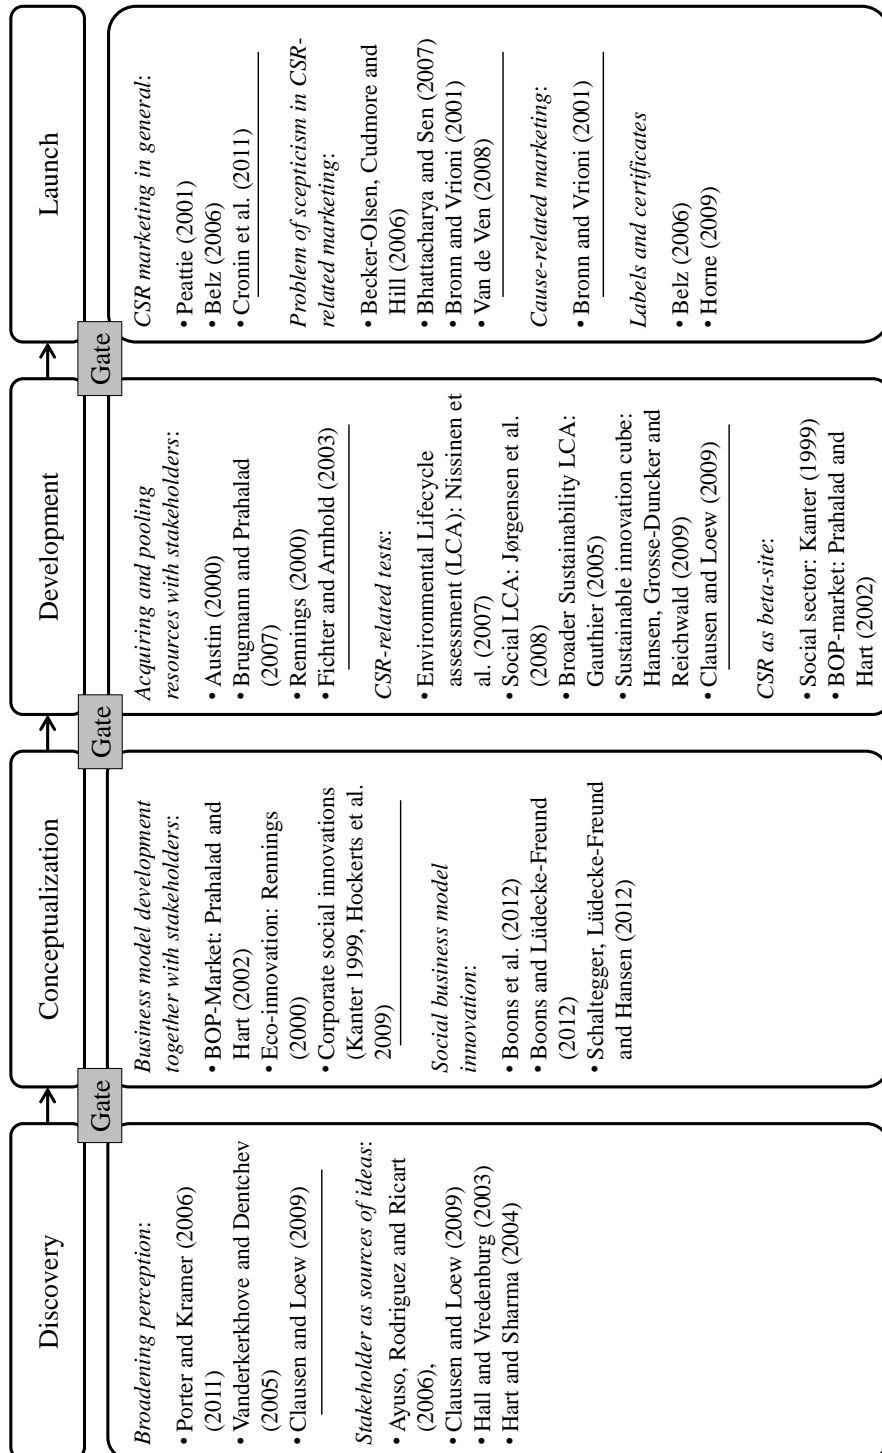 Discovery
Broadening perception:
• Porter and Kramer (2006)
(2011)
• Vanderkerkhove and Dentchev
(2005)
• Clausen and Loew (2009)
Stakeholder as sources of ideas:
• Ayuso, Rodriguez and Ricart
(2006),
• Clausen and Loew (2009)
• Hall and Vredenburg (2003)
• Hart and Sharma (2004)
Gate
Conceptualization
Business model development
together with stakeholders:
• BOP-Market: Prahalad and
Hart (2002)
• Eco-innovation: Rennings
(2000)
• Corporate social innovations
(Kanter 1999, Hockerts et al.
2009)
Social business model
innovation:
• Boons et al. (2012)
• Boons and Lüdecke-Freund
(2012)
• Schaltegger, Lüdecke-Freund
and Hansen (2012)
Gate
Development
Acquiring and pooling
resources with stakeholders:
• Austin (2000)
• Brugmann and Prahalad
(2007)
• Rennings (2000)
• Fichter and Arnhold (2003)
CSR-related tests:
• Environmental Lifecycle
assessment (LCA): Nissinen et
al. (2007)
• Social LCA: Jørgensen et al.
(2008)
• Broader Sustainability LCA:
Gauthier (2005)
• Sustainable innovation cube:
Hansen, Grosse-Duncker and
Reichwald (2009)
• Clausen and Loew (2009)
CSR as beta-site:
• Social sector: Kanter (1999)
• BOP-market: Prahalad and
Hart (2002)
Gate
Launch
CSR marketing in general:
• Peattie (2001)
• Belz (2006)
• Cronin et al. (2011)
Problem of scepticism in CSR-
related marketing:
• Becker-Olsen, Cudmore and
Hill (2006)
• Bhattacharya and Sen (2007)
• Bronn and Vrioni (2001)
• Van de Ven (2008)
Cause-related marketing:
• Bronn and Vrioni (2001)
Labels and certificates
• Belz (2006)
• Horne (2009)